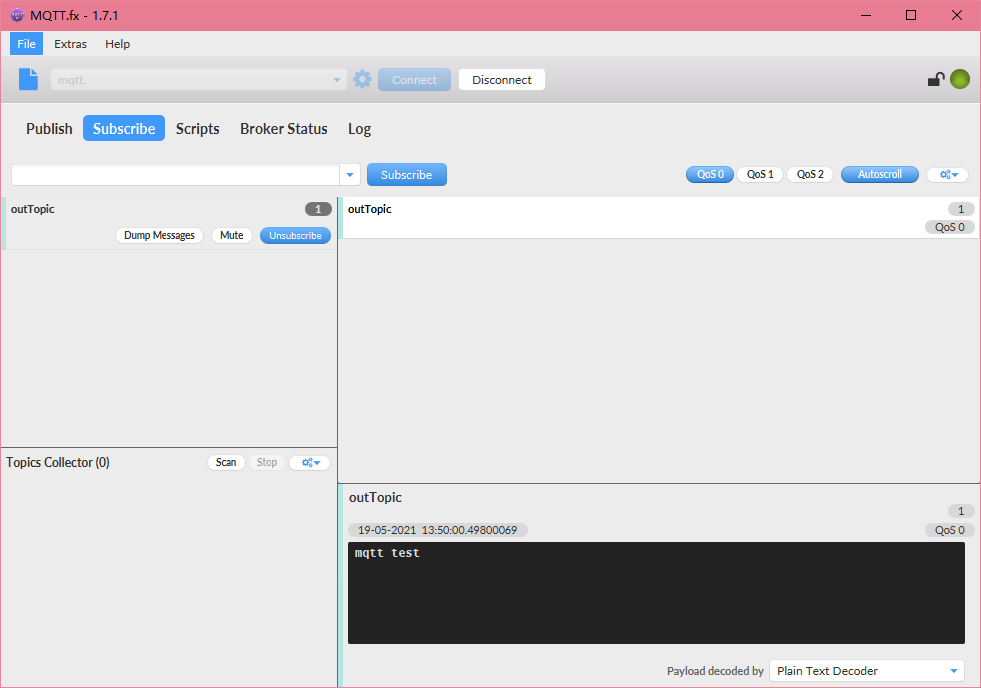 MQTT.fx - 1.7.1
File Extras Help
mqtt. Connect Disconnect
Publish Subscribe Scripts Broker Status Log
Subscribe QoS 0 QoS 1 QoS 2 Autoscroll
outTopic 1
Dump Messages Mute Unsubscribe
outTopic 1
QoS 0
Topics Collector (0) Scan Stop
outTopic
1
19-05-2021 13:50:00.49800069 QoS 0
mqtt test
Payload decoded by Plain Text Decoder